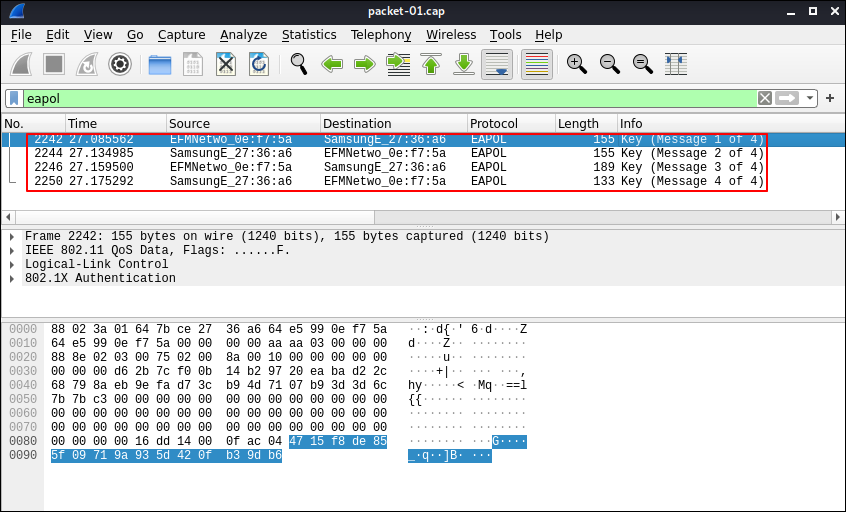 packet-01.cap
File Edit View Go Capture Analyze Statistics Telephony Wireless Tools Help
eapol
No. Time Source Destination Protocol Length Info
2242 27.085562 EFMNetwo_0e:f7:5a SamsungE_27:36:a6 EAPOL 155 Key (Message 1 of 4)
2244 27.134985 SamsungE_27:36:a6 EFMNetwo_0e:f7:5a EAPOL 155 Key (Message 2 of 4)
2246 27.159500 EFMNetwo_0e:f7:5a SamsungE_27:36:a6 EAPOL 189 Key (Message 3 of 4)
2250 27.175292 SamsungE_27:36:a6 EFMNetwo_0e:f7:5a EAPOL 133 Key (Message 4 of 4)
Frame 2242: 155 bytes on wire (1240 bits), 155 bytes captured (1240 bits)
IEEE 802.11 QoS Data, Flags: ......F.
Logical-Link Control
802.1X Authentication
0000 88 02 3a 01 64 7b ce 27 36 a6 64 e5 99 0e f7 5a ··:·d{·' 6·d····Z
0010 64 e5 99 0e f7 5a 00 00 00 00 aa aa 03 00 00 00 d····Z·· ········
0020 88 8e 02 03 00 75 02 00 8a 00 10 00 00 00 00 00 ·····u·· ········
0030 00 00 00 d6 2b 7c f0 0b 14 b2 97 20 ea ba d2 2c ····+|·· ··· ···,
0040 68 79 8a eb 9e fa d7 3c b9 4d 71 07 b9 3d 3d 6c hy·····< ·Mq··==l
0050 7b 7b c3 00 00 00 00 00 00 00 00 00 00 00 00 00 {{······ ········
0060 00 00 00 00 00 00 00 00 00 00 00 00 00 00 00 00 ········ ········
0070 00 00 00 00 00 00 00 00 00 00 00 00 00 00 00 00 ········ ········
0080 00 00 00 00 16 dd 14 00 0f ac 04 47 15 f8 de 85 ········ ···G····
0090 5f 09 71 9a 93 5d 42 0f b3 9d b6 _·q··]B· ···